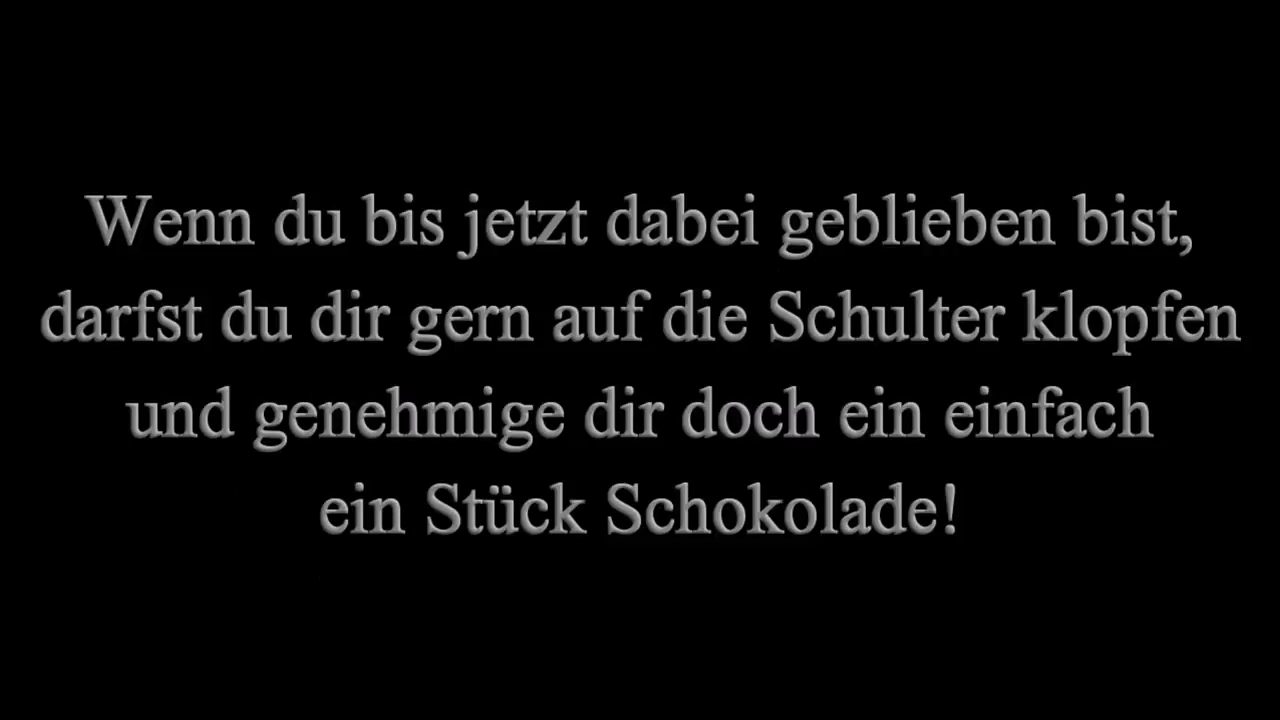 Wenn du bis jetzt dabei geblieben bist,
darfst du dir gern auf die Schulter klopfen
und genehmige dir doch ein einfach
ein Stück Schokolade!